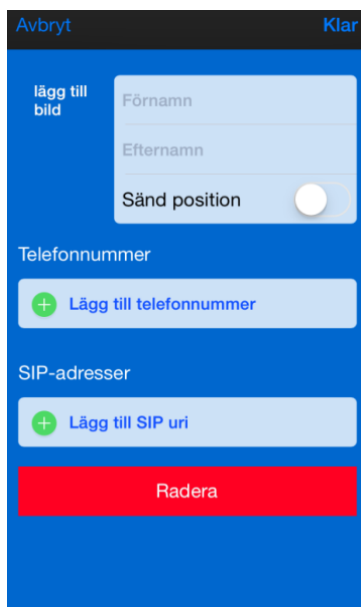 Avbryt Klar
lägg till
bild
Förnamn
Efternamn
Sänd position
Telefonnummer
Lägg till telefonnummer
SIP-adresser
Lägg till SIP uri
Radera